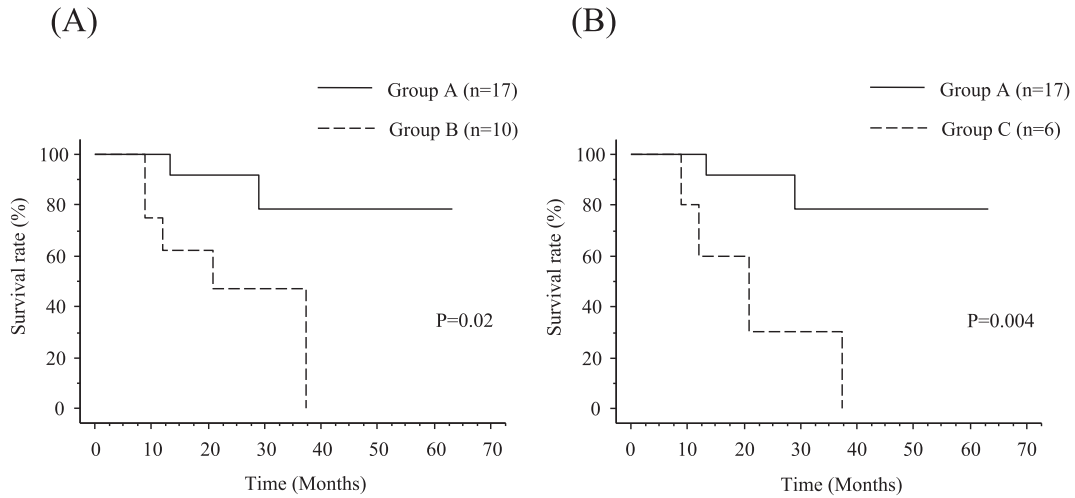 (A)
Group A (n=17)
Group B (n=10)
100
80
60
40
20
0
Survival rate (%)
P=0.02
0 10 20 30 40 50 60 70
Time (Months)
(B)
Group A (n=17)
Group C (n=6)
100
80
60
40
20
0
Survival rate (%)
P=0.004
0 10 20 30 40 50 60 70
Time (Months)